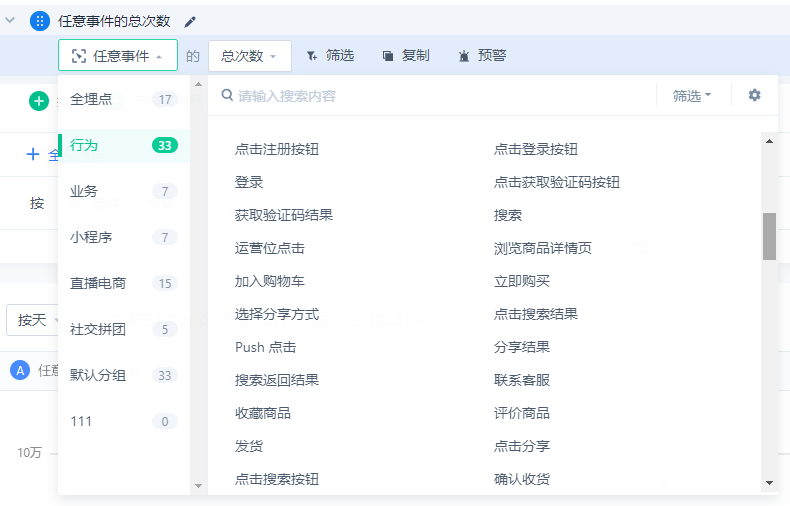 任意事件的总次数
任意事件 的 总次数 筛选 复制 预警
全埋点 17
行为 33
业务 7
小程序 7
直播电商 15
社交拼团 5
默认分组 33
111 0
请输入搜索内容 筛选
点击注册按钮 点击登录按钮
登录 点击获取验证码按钮
获取验证码结果 搜索
运营位点击 浏览商品详情页
加入购物车 立即购买
选择分享方式 点击搜索结果
Push 点击 分享结果
搜索返回结果 联系客服
收藏商品 评价商品
发货 点击分享
点击搜索按钮 确认收货
按
按天
A 任意
10万